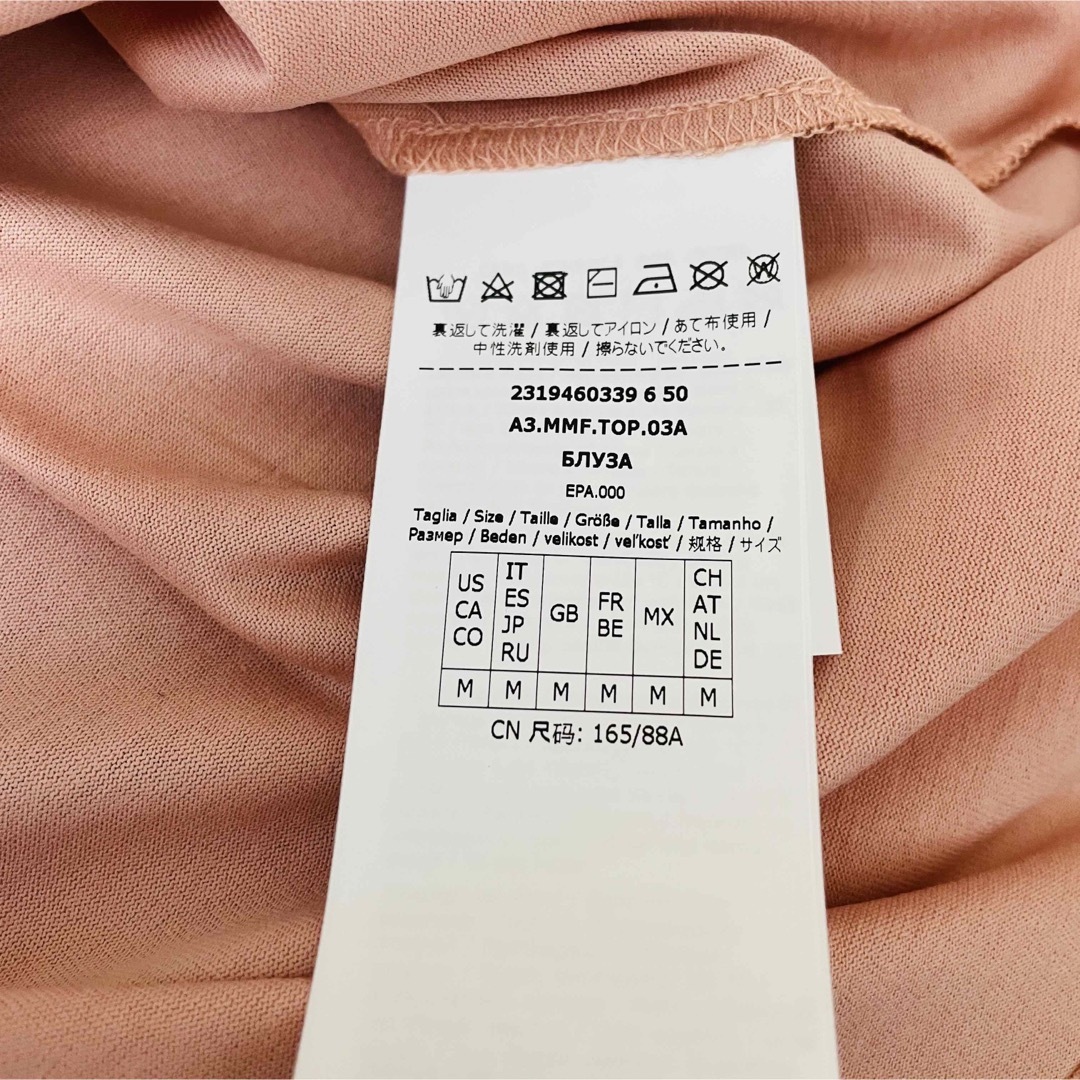 裏返して洗濯 / 裏返してアイロン / あて布使用 /
中性洗剤使用 / 擦らないでください。
2319460339 6 50
A3.MMF.TOP.03A
БЛУЗА
EPA.000
Taglia / Size / Taille / Größe / Talla / Tamanho /
Размер / Beden / velikost / veľkosť / 规格 / サイズ
US CA CO | IT ES JP RU | GB | FR BE | MX | CH AT NL DE
M | M | M | M | M | M
CN 尺码: 165/88A